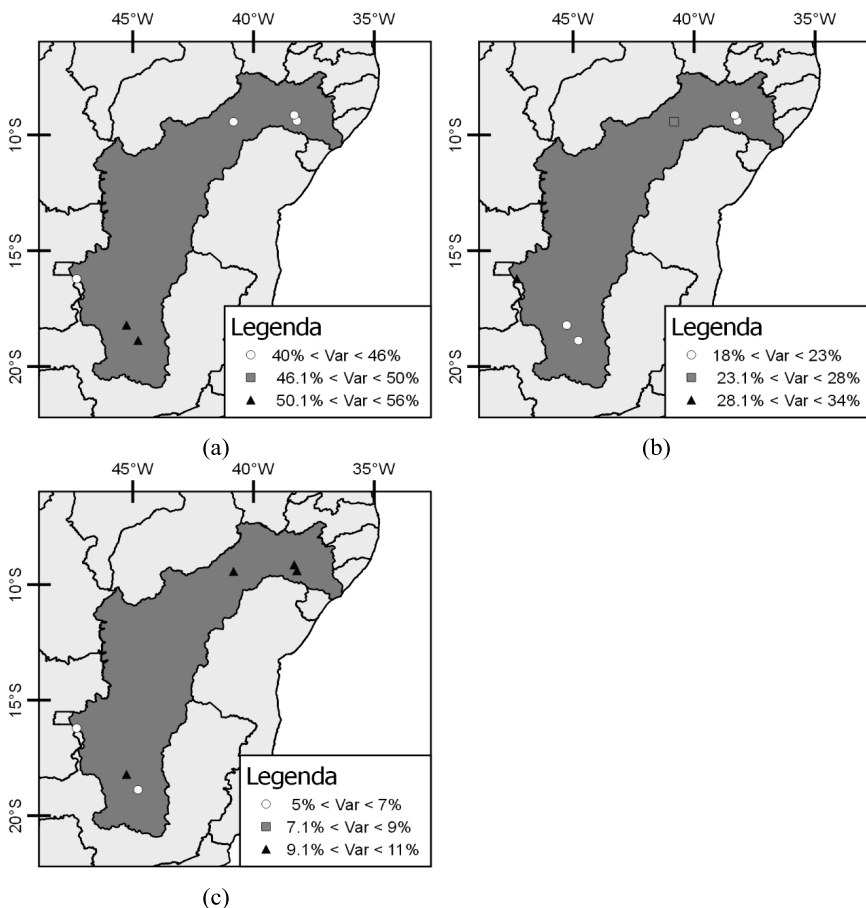 45°W 40°W 35°W
10°S
15°S
20°S
Legenda
40% < Var < 46%
46.1% < Var < 50%
50.1% < Var < 56%
(a)
45°W 40°W 35°W
10°S
15°S
20°S
Legenda
18% < Var < 23%
23.1% < Var < 28%
28.1% < Var < 34%
(b)
45°W 40°W 35°W
10°S
15°S
20°S
Legenda
5% < Var < 7%
7.1% < Var < 9%
9.1% < Var < 11%
(c)